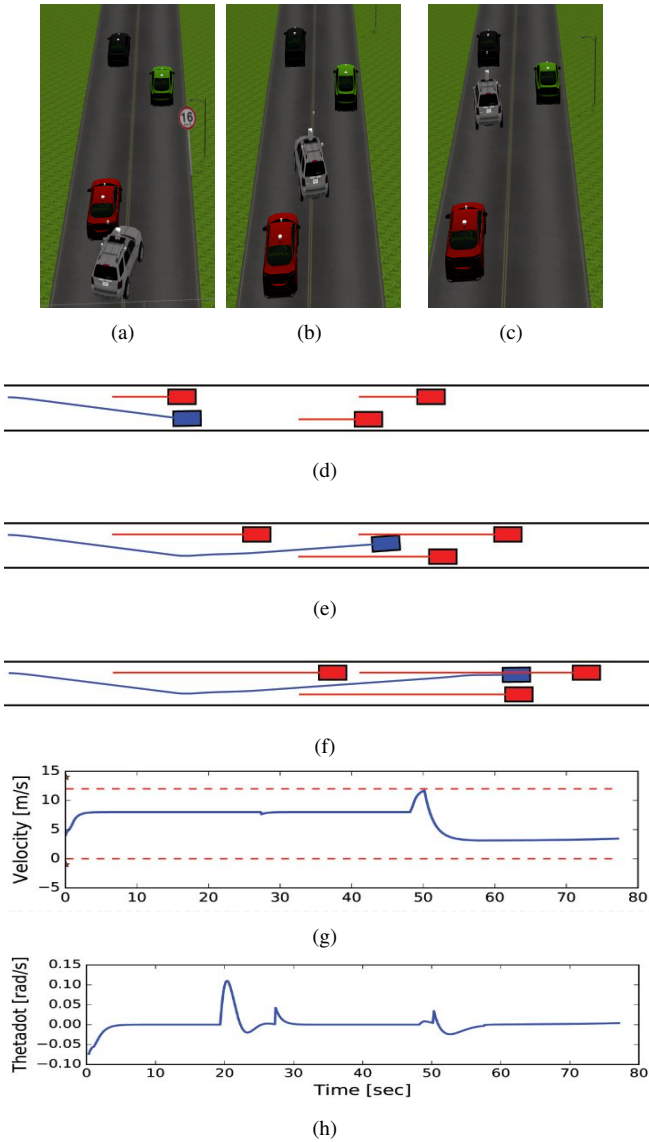 16
(a)
(b)
(c)
(d)
(e)
(f)
Velocity [m/s]
15
10
5
0
−5
0 10 20 30 40 50 60 70 80
(g)
Thetadot [rad/s]
0.15
0.10
0.05
0.00
−0.05
−0.10
0 10 20 30 40 50 60 70 80
Time [sec]
(h)